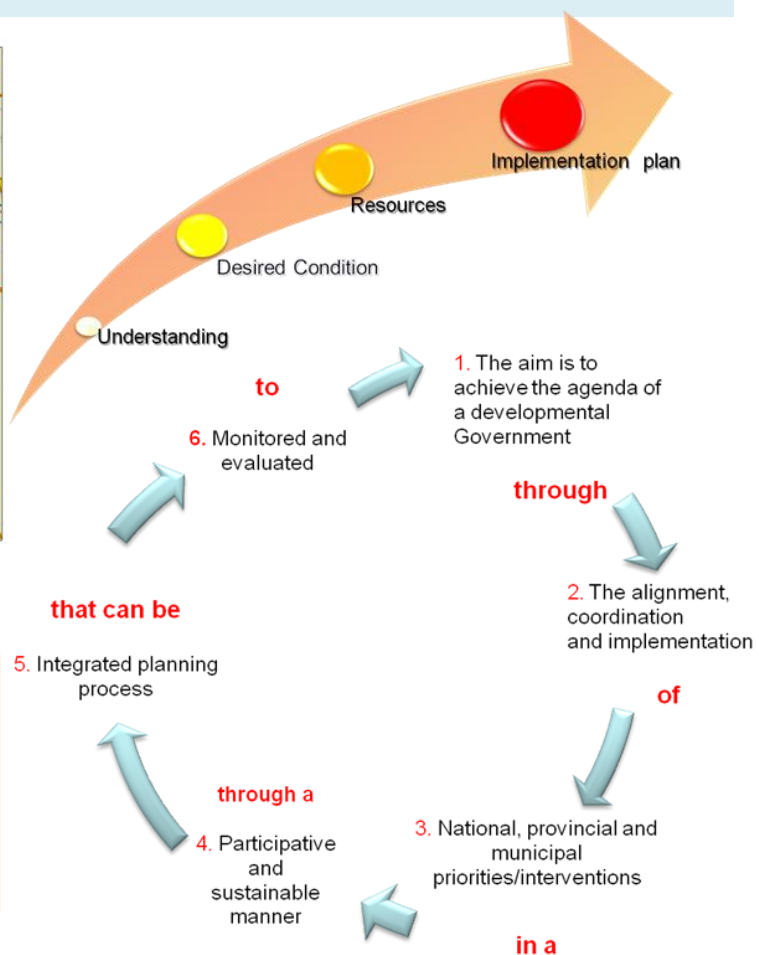 Implementation plan
Resources
Desired Condition
Understanding
to
1. The aim is to
achieve the agenda of
a developmental
Government
through
2. The alignment,
coordination
and implementation
of
3. National, provincial and
municipal
priorities/interventions
in a
4. Participative
and
sustainable
manner
through a
5. Integrated planning
process
that can be
6. Monitored and
evaluated